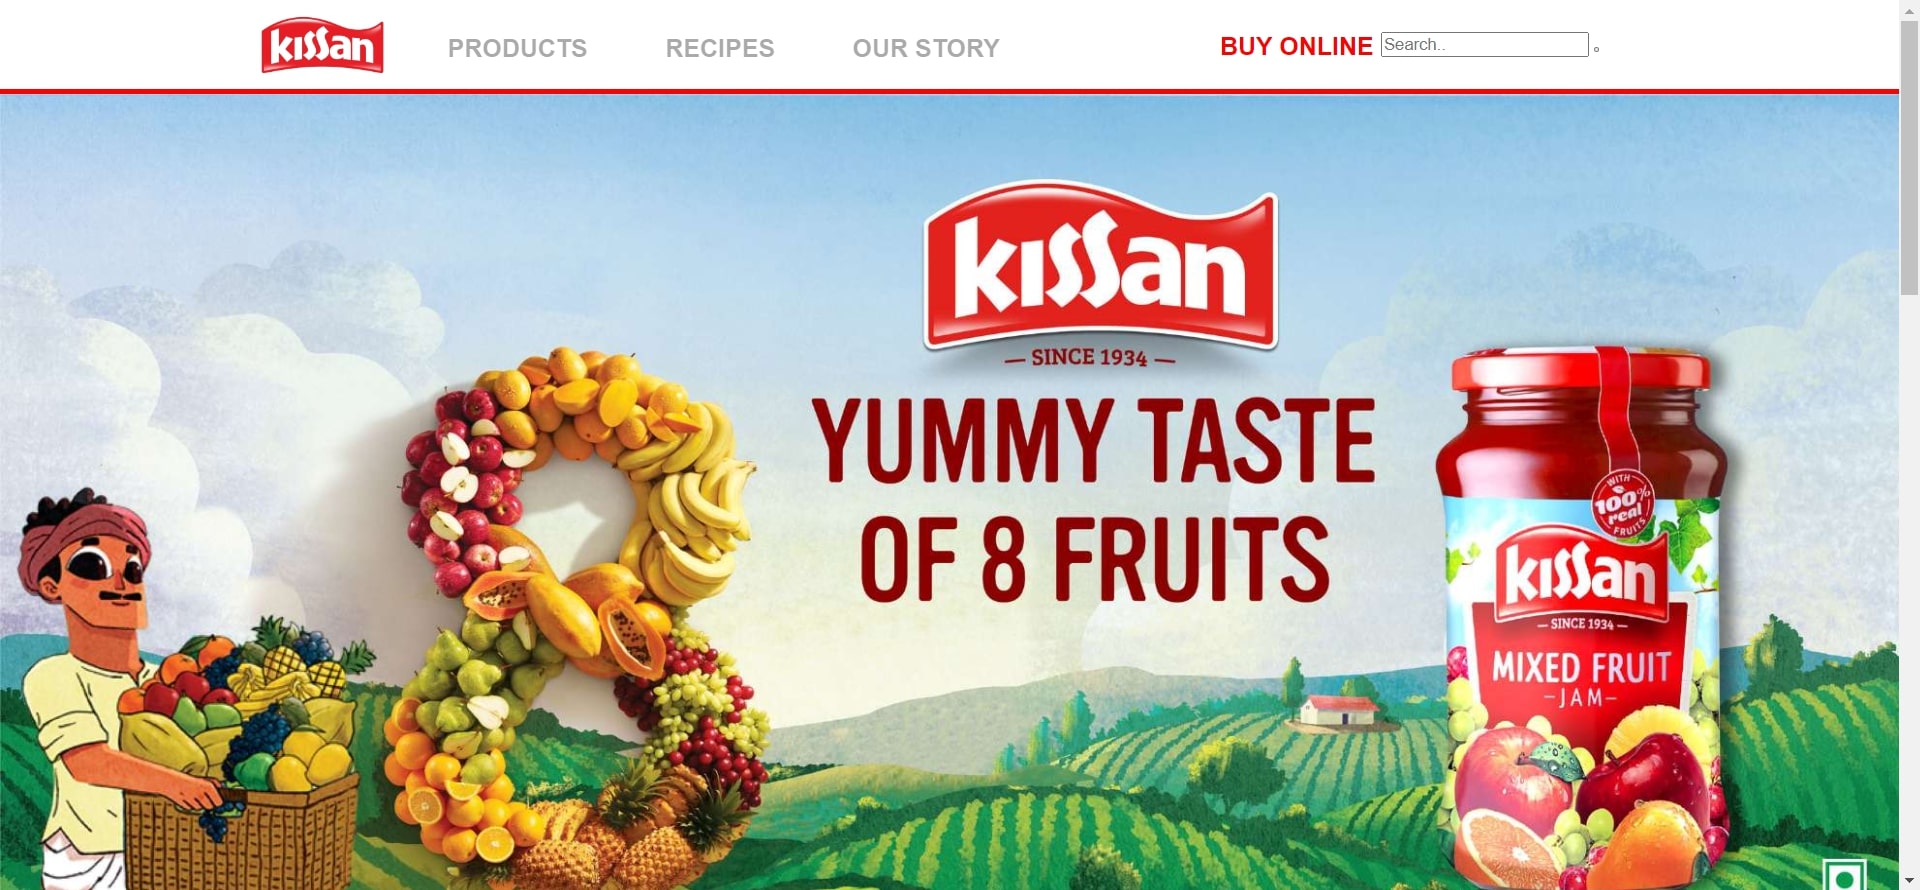 kissan
PRODUCTS
RECIPES
OUR STORY
BUY ONLINE
Search..
kissan
SINCE 1934
YUMMY TASTE
OF 8 FRUITS
WITH
100%
real
FRUITS
kissan
SINCE 1934
MIXED FRUIT
JAM